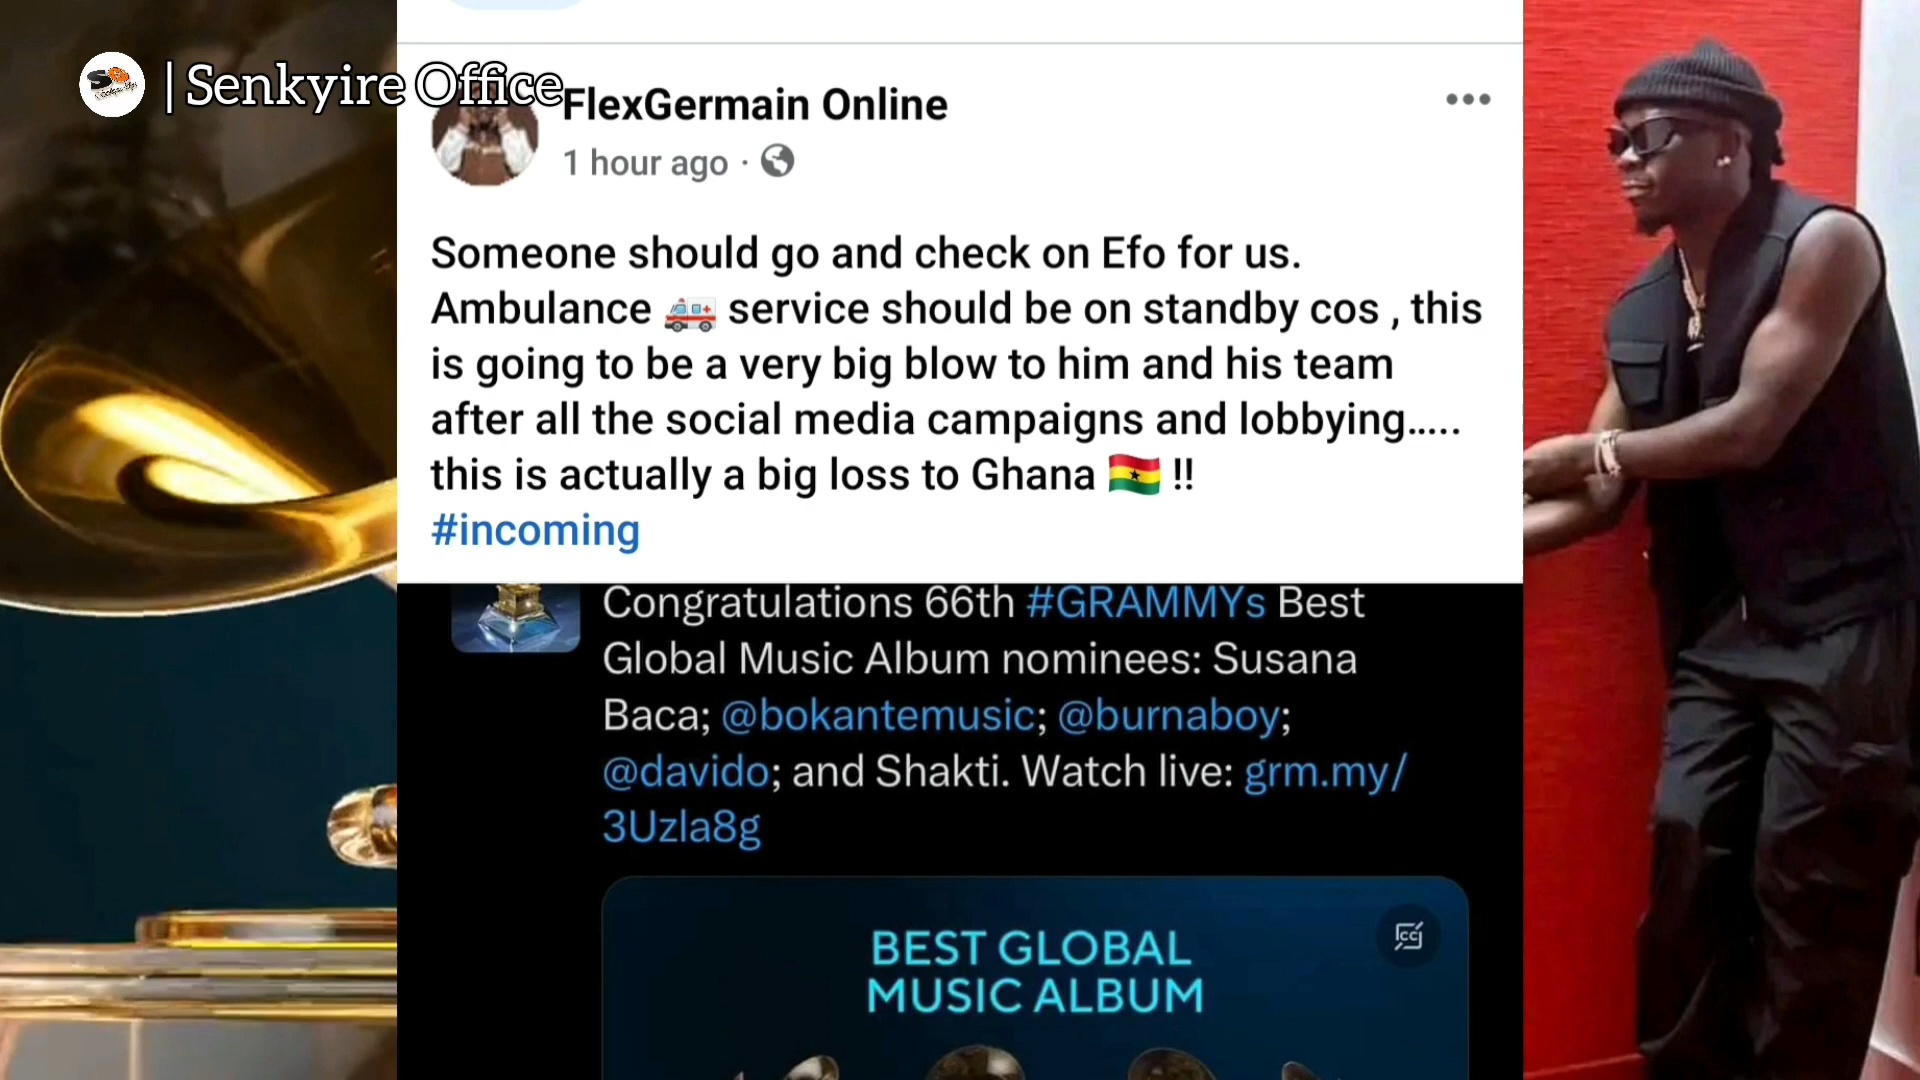 | Senkyire Office
FlexGermain Online
1 hour ago ·
Someone should go and check on Efo for us.
Ambulance 🚑 service should be on standby cos , this
is going to be a very big blow to him and his team
after all the social media campaigns and lobbying.....
this is actually a big loss to Ghana 🇬🇭 !!
#incoming
Congratulations 66th #GRAMMYs Best
Global Music Album nominees: Susana
Baca; @bokantemusic; @burnaboy;
@davido; and Shakti. Watch live: grm.my/
3Uzla8g
BEST GLOBAL
MUSIC ALBUM